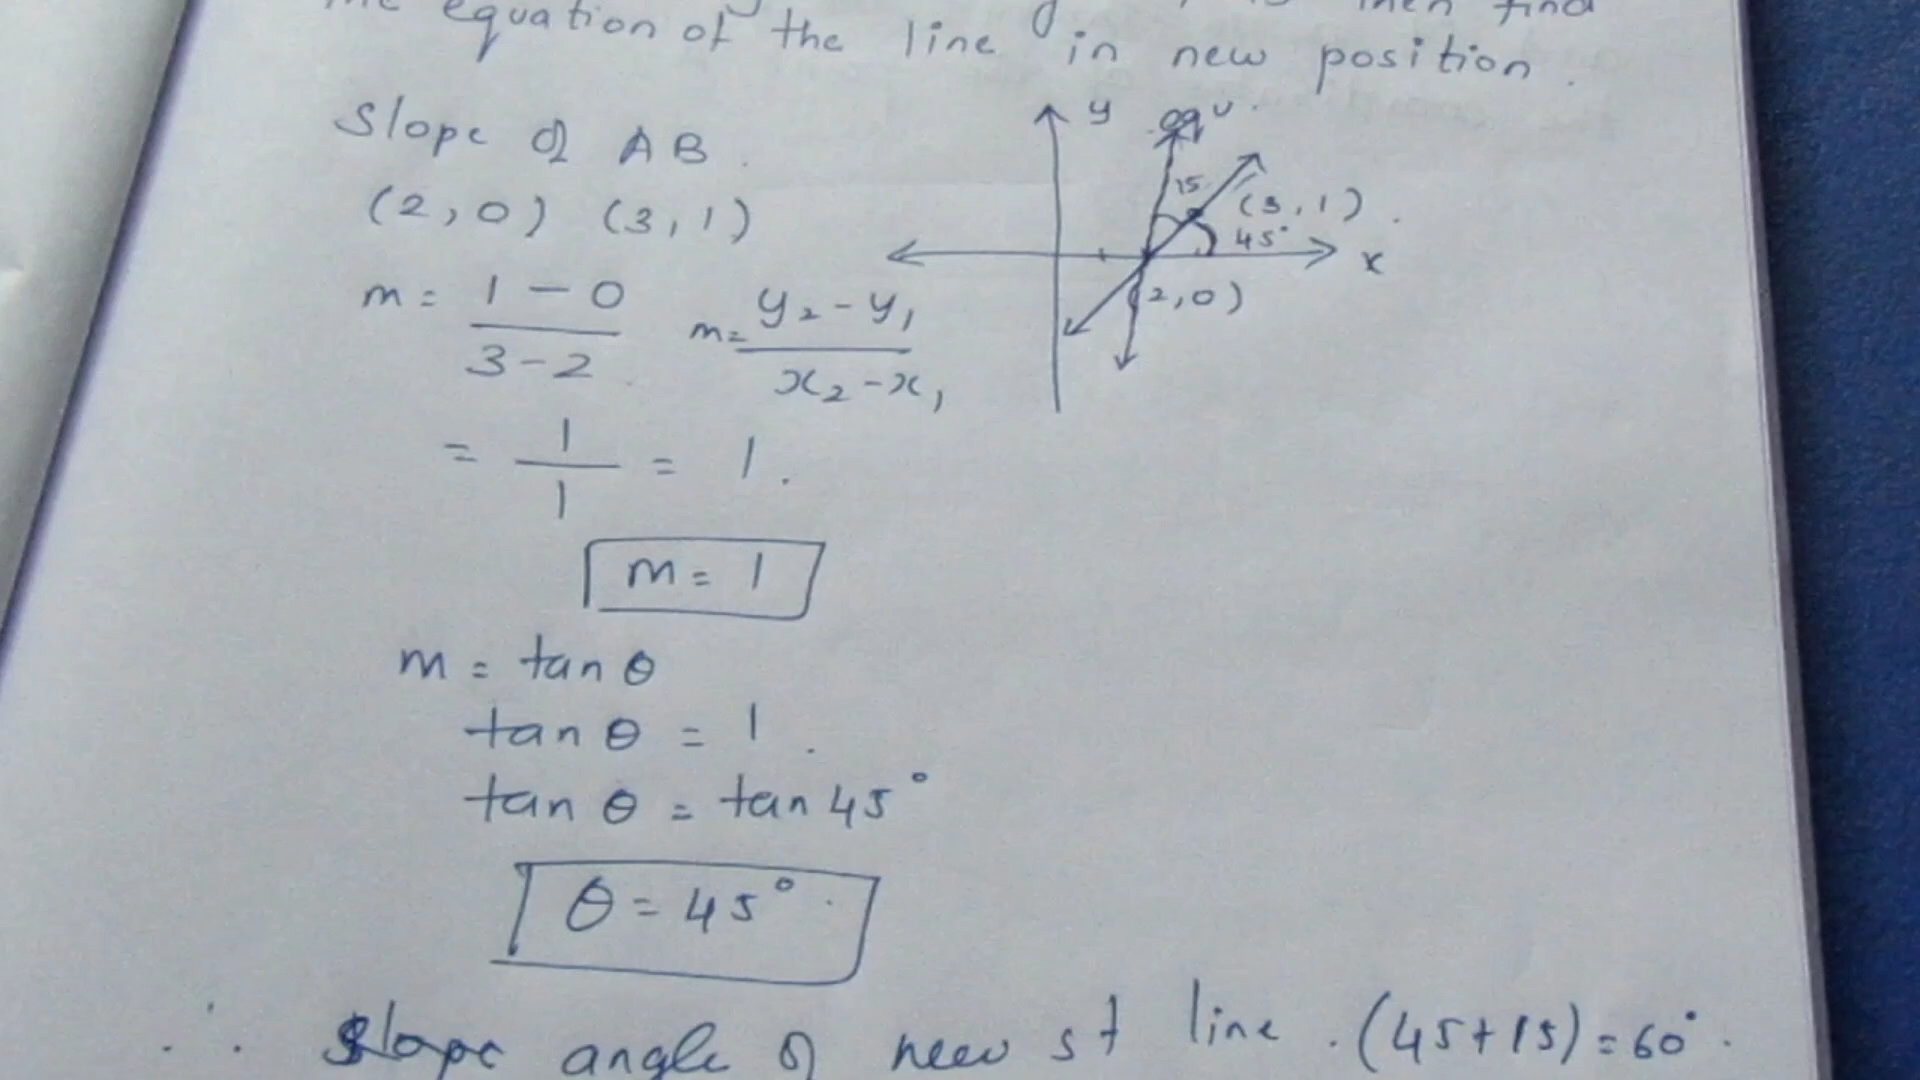 equation of the line in new position.
Slope of AB.
(2,0) (3,1)
y
15
(3,1).
45°
x
(2,0)
m = 1 - 0 / 3 - 2
m = y₂ - y₁ / x₂ - x₁
= 1 / 1 = 1.
m = 1
m = tan θ
tan θ = 1.
tan θ = tan 45°
θ = 45°.
∴ Slope angle of new st line. (45+15) = 60°.